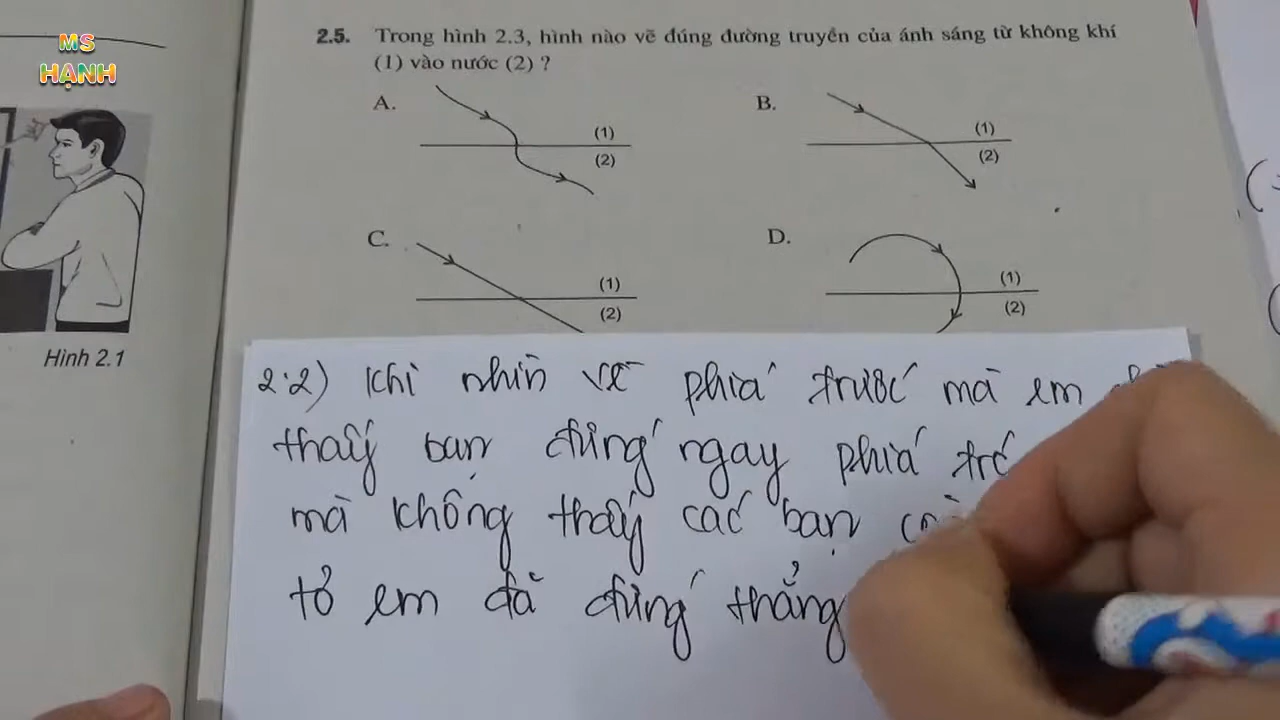 MS
HẠNH
2.5. Trong hình 2.3, hình nào vẽ đúng đường truyền của ánh sáng từ không khí
(1) vào nước (2) ?
A.
(1)
(2)
B.
(1)
(2)
C.
(1)
(2)
D.
(1)
(2)
Hình 2.1
2.2) Khi nhìn về phía trước mà em
thấy bạn đứng ngay phía
mà không thấy các bạn
tỏ em đã đứng thẳng